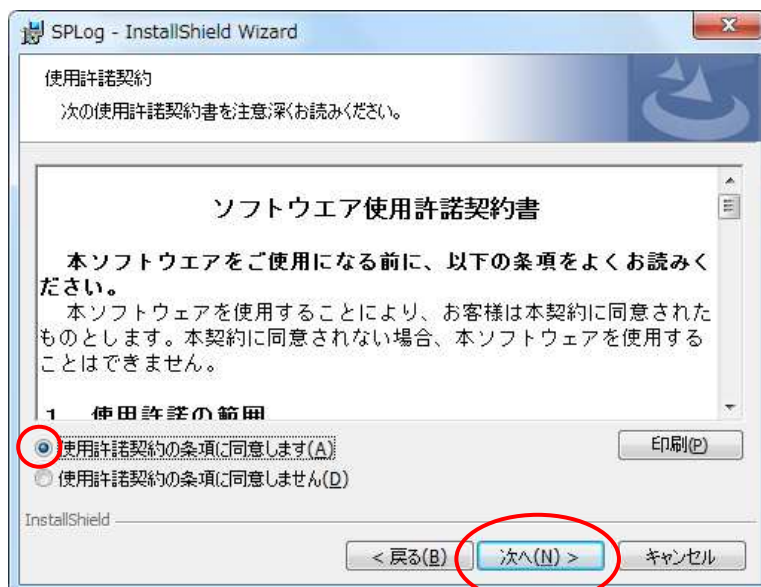 SPLog - InstallShield Wizard
使用許諾契約
次の使用許諾契約書を注意深くお読みください。
ソフトウエア使用許諾契約書
本ソフトウエアをご使用になる前に、以下の条項をよくお読みく
ださい。
本ソフトウェアを使用することにより、お客様は本契約に同意された
ものとします。本契約に同意されない場合、本ソフトウェアを使用する
ことはできません。
1. 使用許諾の範囲
使用許諾契約の条項に同意します(A)
印刷(P)
使用許諾契約の条項に同意しません(D)
InstallShield
< 戻る(B)
次へ(N) >
キャンセル